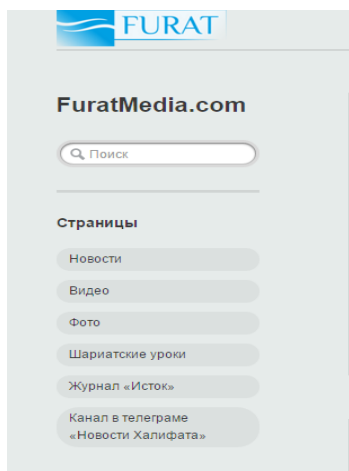 FURAT
FuratMedia.com
Поиск
Страницы
Новости
Видео
Фото
Шариатские уроки
Журнал «Исток»
Канал в телеграме
«Новости Халифата»